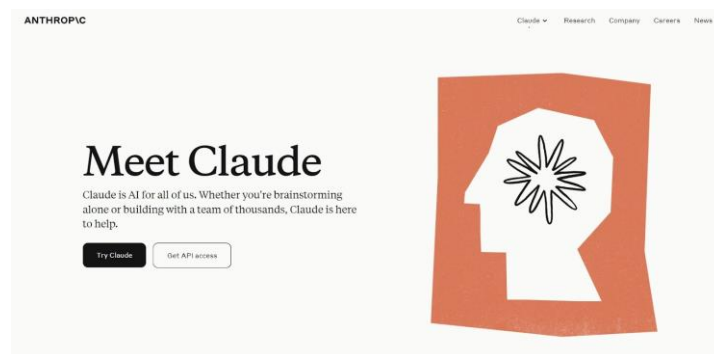 ANTHROP\C
Claude Research Company Careers News
Meet Claude
Claude is AI for all of us. Whether you're brainstorming
alone or building with a team of thousands, Claude is here
to help.
Try Claude Get API access